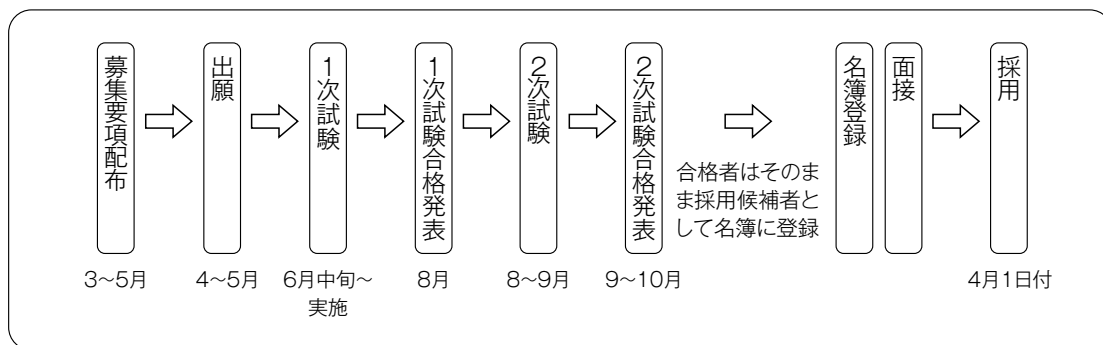 募集要項配布
出願
1次試験
1次試験合格発表
2次試験
2次試験合格発表
合格者はそのま
ま採用候補者と
して名簿に登録
名簿登録
面接
採用
3〜5月
4〜5月
6月中旬〜
実施
8月
8〜9月
9〜10月
4月1日付